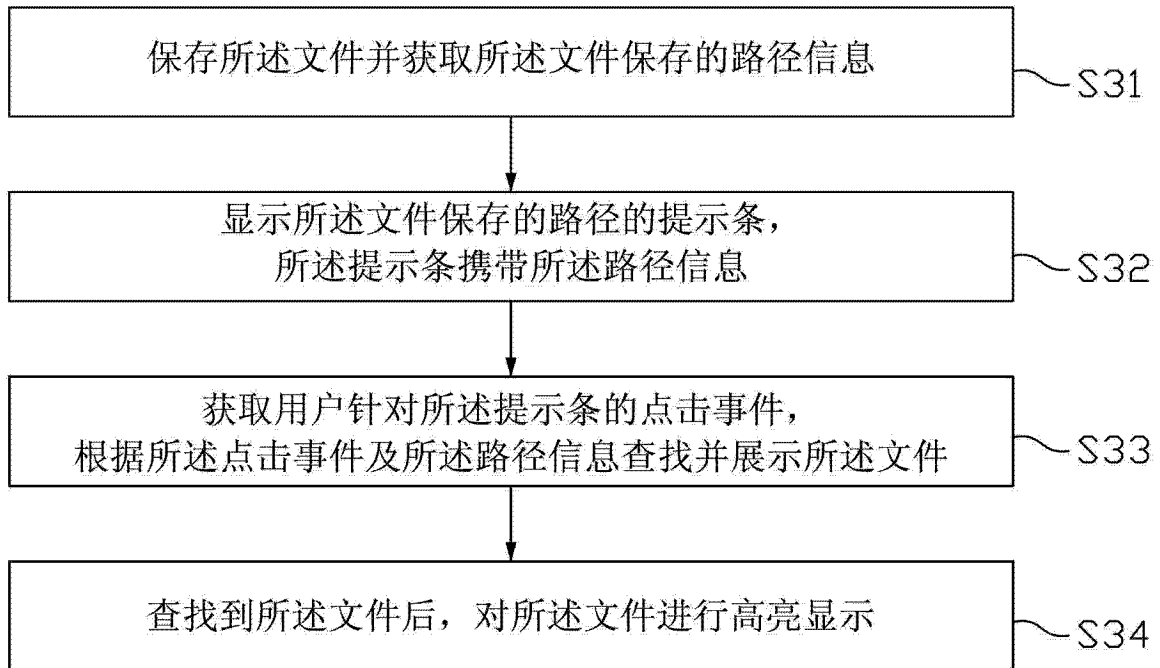 保存所述文件并获取所述文件保存的路径信息
S31
显示所述文件保存的路径的提示条，
所述提示条携带所述路径信息
S32
获取用户针对所述提示条的点击事件，
根据所述点击事件及所述路径信息查找并展示所述文件
S33
查找到所述文件后，对所述文件进行高亮显示
S34